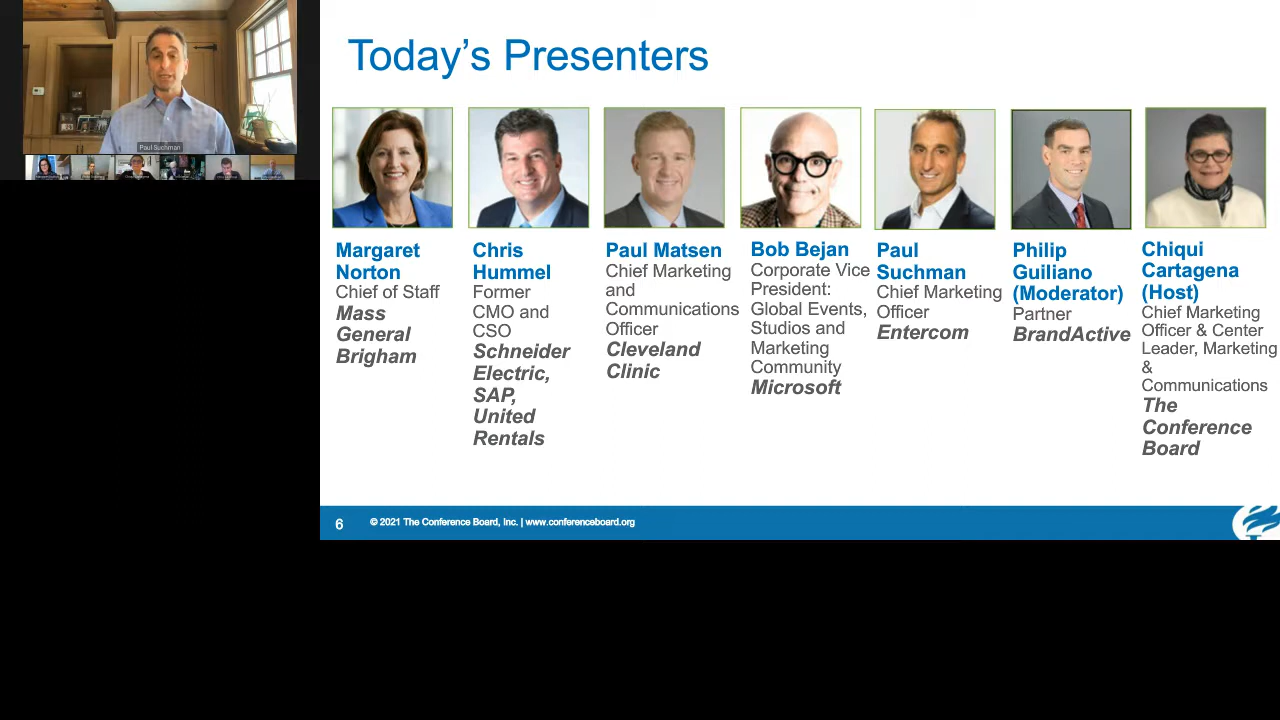 Paul Suchman
Today's Presenters
Margaret
Norton
Chief of Staff
Mass
General
Brigham
Chris
Hummel
Former
CMO and
CSO
Schneider
Electric,
SAP,
United
Rentals
Paul Matsen
Chief Marketing
and
Communications
Officer
Cleveland
Clinic
Bob Bejan
Corporate Vice
President:
Global Events,
Studios and
Marketing
Community
Microsoft
Paul
Suchman
Chief Marketing
Officer
Entercom
Philip
Guiliano
(Moderator)
Partner
BrandActive
Chiqui
Cartagena
(Host)
Chief Marketing
Officer & Center
Leader, Marketing
&
Communications
The
Conference
Board
6
© 2021 The Conference Board, Inc. | www.conferenceboard.org